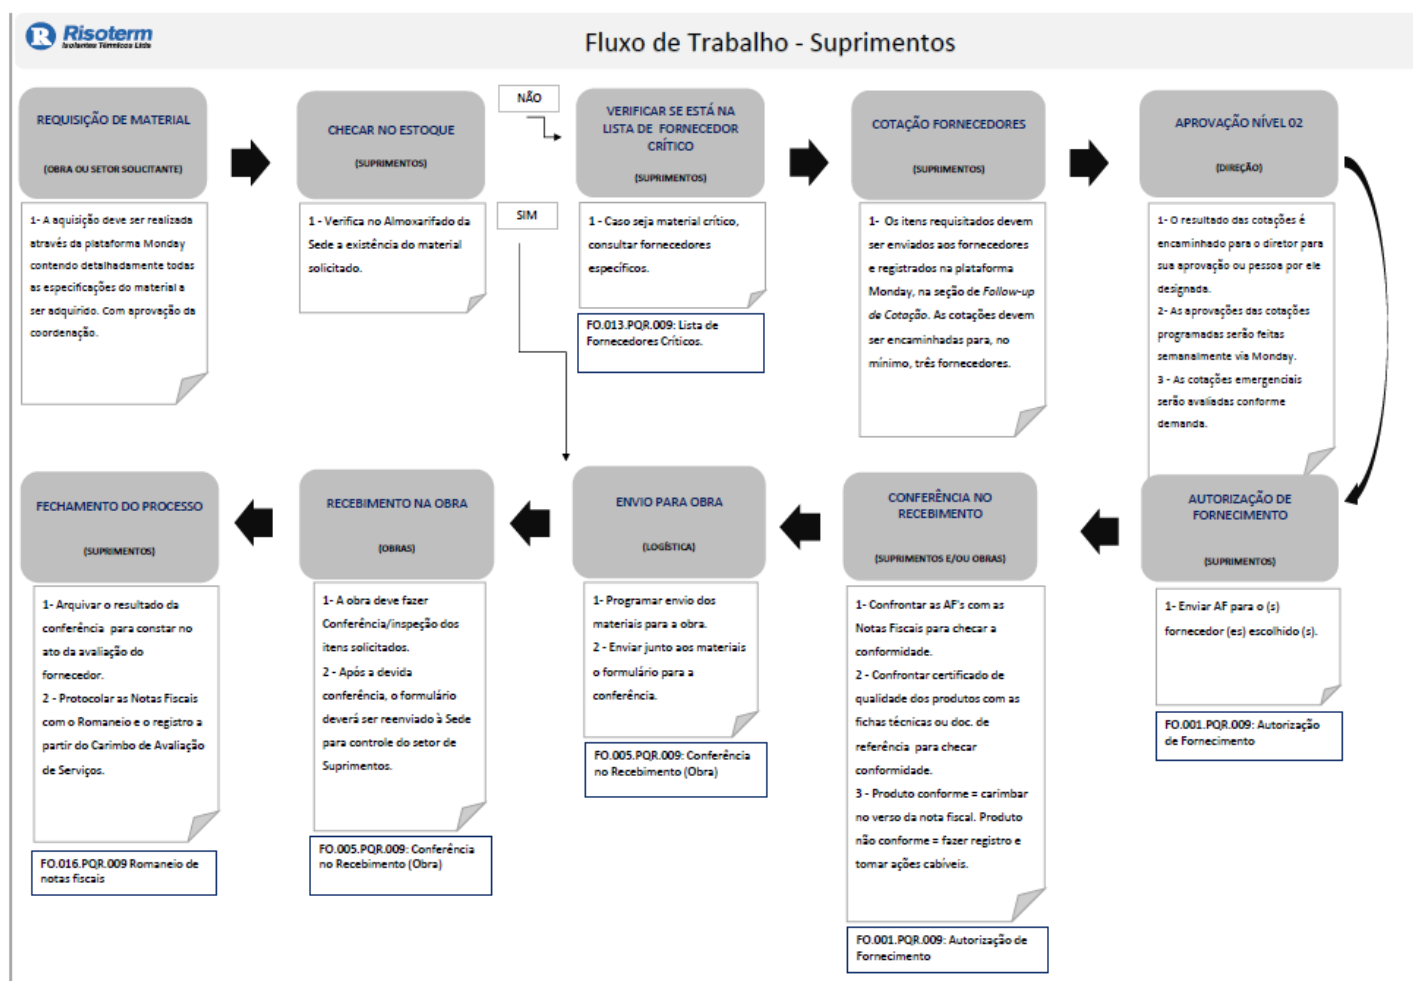 Risoterm
Isolantes Térmicos Ltda
Fluxo de Trabalho - Suprimentos
REQUISIÇÃO DE MATERIAL
(OBRA OU SETOR SOLICITANTE)
1- A aquisição deve ser realizada
através da plataforma Monday
contendo detalhadamente todas
as especificações do material a
ser adquirido. Com aprovação da
coordenação.
CHECAR NO ESTOQUE
(SUPRIMENTOS)
1 - Verifica no Almoxarifado da
Sede a existência do material
solicitado.
NÃO
SIM
VERIFICAR SE ESTÁ NA
LISTA DE FORNECEDOR
CRÍTICO
(SUPRIMENTOS)
1 - Caso seja material crítico,
consultar fornecedores
específicos.
FO.013.PQR.009: Lista de
Fornecedores Críticos.
COTAÇÃO FORNECEDORES
(SUPRIMENTOS)
1- Os itens requisitados devem
ser enviados aos fornecedores
e registrados na plataforma
Monday, na seção de Follow-up
de Cotação. As cotações devem
ser encaminhadas para, no
mínimo, três fornecedores.
APROVAÇÃO NÍVEL 02
(DIREÇÃO)
1- O resultado das cotações é
encaminhado para o diretor para
sua aprovação ou pessoa por ele
designada.
2- As aprovações das cotações
programadas serão feitas
semanalmente via Monday.
3 - As cotações emergenciais
serão avaliadas conforme
demanda.
AUTORIZAÇÃO DE
FORNECIMENTO
(SUPRIMENTOS)
1- Enviar AF para o (s)
fornecedor (es) escolhido (s).
FO.001.PQR.009: Autorização
de Fornecimento
CONFERÊNCIA NO
RECEBIMENTO
(SUPRIMENTOS E/OU OBRAS)
1- Confrontar as AF's com as
Notas Fiscais para checar a
conformidade.
2 - Confrontar certificado de
qualidade dos produtos com as
fichas técnicas ou doc. de
referência para checar
conformidade.
3 - Produto conforme = carimbar
no verso da nota fiscal. Produto
não conforme = fazer registro e
tomar ações cabíveis.
FO.001.PQR.009: Autorização de
Fornecimento
ENVIO PARA OBRA
(LOGÍSTICA)
1- Programar envio dos
materiais para a obra.
2 - Enviar junto aos materiais
o formulário para a
conferência.
FO.005.PQR.009: Conferência
no Recebimento (Obra)
RECEBIMENTO NA OBRA
(OBRAS)
1- A obra deve fazer
Conferência/inspeção dos
itens solicitados.
2 - Após a devida
conferência, o formulário
deverá ser reenviado à Sede
para controle do setor de
Suprimentos.
FO.005.PQR.009: Conferência
no Recebimento (Obra)
FECHAMENTO DO PROCESSO
(SUPRIMENTOS)
1- Arquivar o resultado da
conferência para constar no
ato da avaliação do
fornecedor.
2 - Protocolar as Notas Fiscais
com o Romaneio e o registro a
partir do Carimbo de Avaliação
de Serviços.
FO.016.PQR.009 Romaneio de
notas fiscais